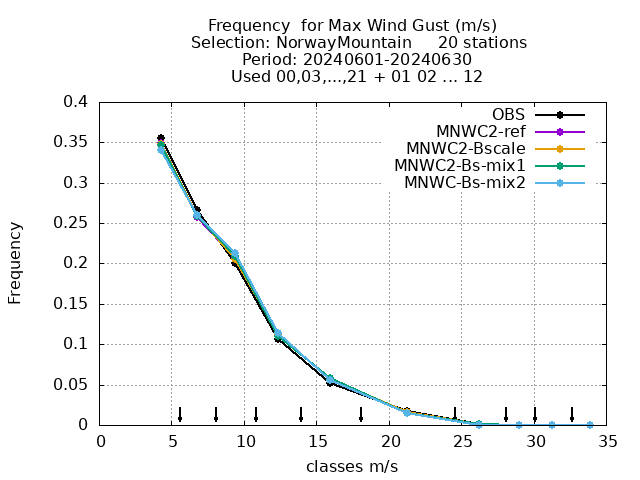 Frequency  for Max Wind Gust (m/s)
Selection: NorwayMountain     20 stations
Period: 20240601-20240630
Used 00,03,...,21 + 01 02 ... 12
OBS
MNWC2-ref
MNWC2-Bscale
MNWC2-Bs-mix1
MNWC-Bs-mix2
0.4
0.35
0.3
0.25
0.2
0.15
0.1
0.05
0
Frequency
0 5 10 15 20 25 30 35
classes m/s